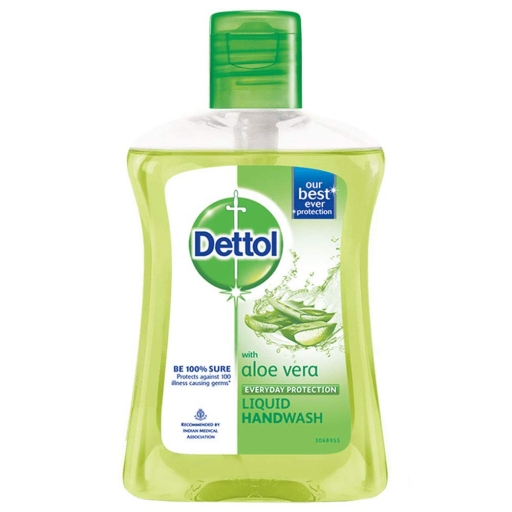 our
best*
ever
+protection
Dettol
with
aloe vera
EVERYDAY PROTECTION
LIQUID
HANDWASH
BE 100% SURE
Protects against 100
illness causing germs*
RECOMMENDED BY
INDIAN MEDICAL
ASSOCIATION